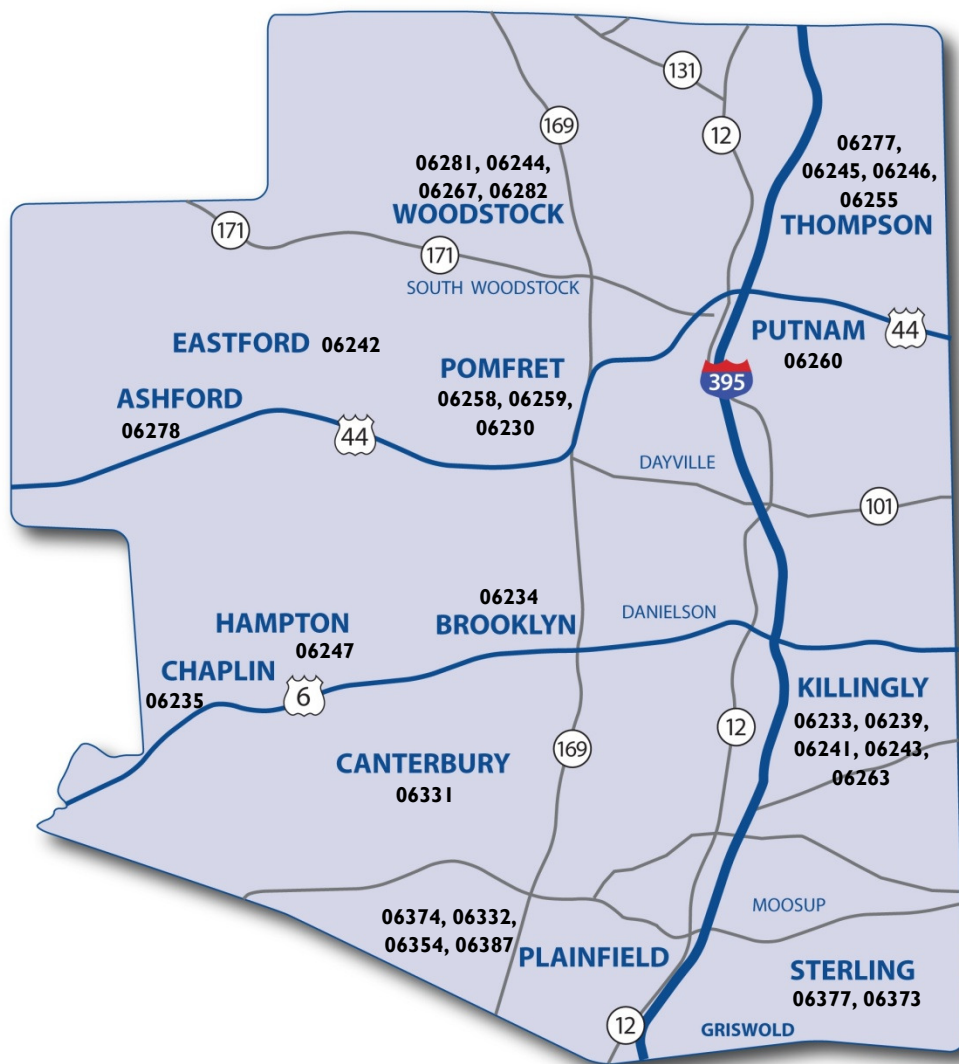 131
169
12
06277,
06245, 06246,
06255
THOMPSON
06281, 06244,
06267, 06282
WOODSTOCK
171
171
SOUTH WOODSTOCK
EASTFORD 06242
PUTNAM
06260
44
POMFRET
06258, 06259,
06230
395
ASHFORD
06278
44
DAYVILLE
101
06234
BROOKLYN
DANIELSON
HAMPTON
06247
CHAPLIN
06235
6
KILLINGLY
06233, 06239,
06241, 06243,
06263
12
169
CANTERBURY
06331
06374, 06332,
06354, 06387
PLAINFIELD
MOOSUP
STERLING
06377, 06373
12
GRISWOLD